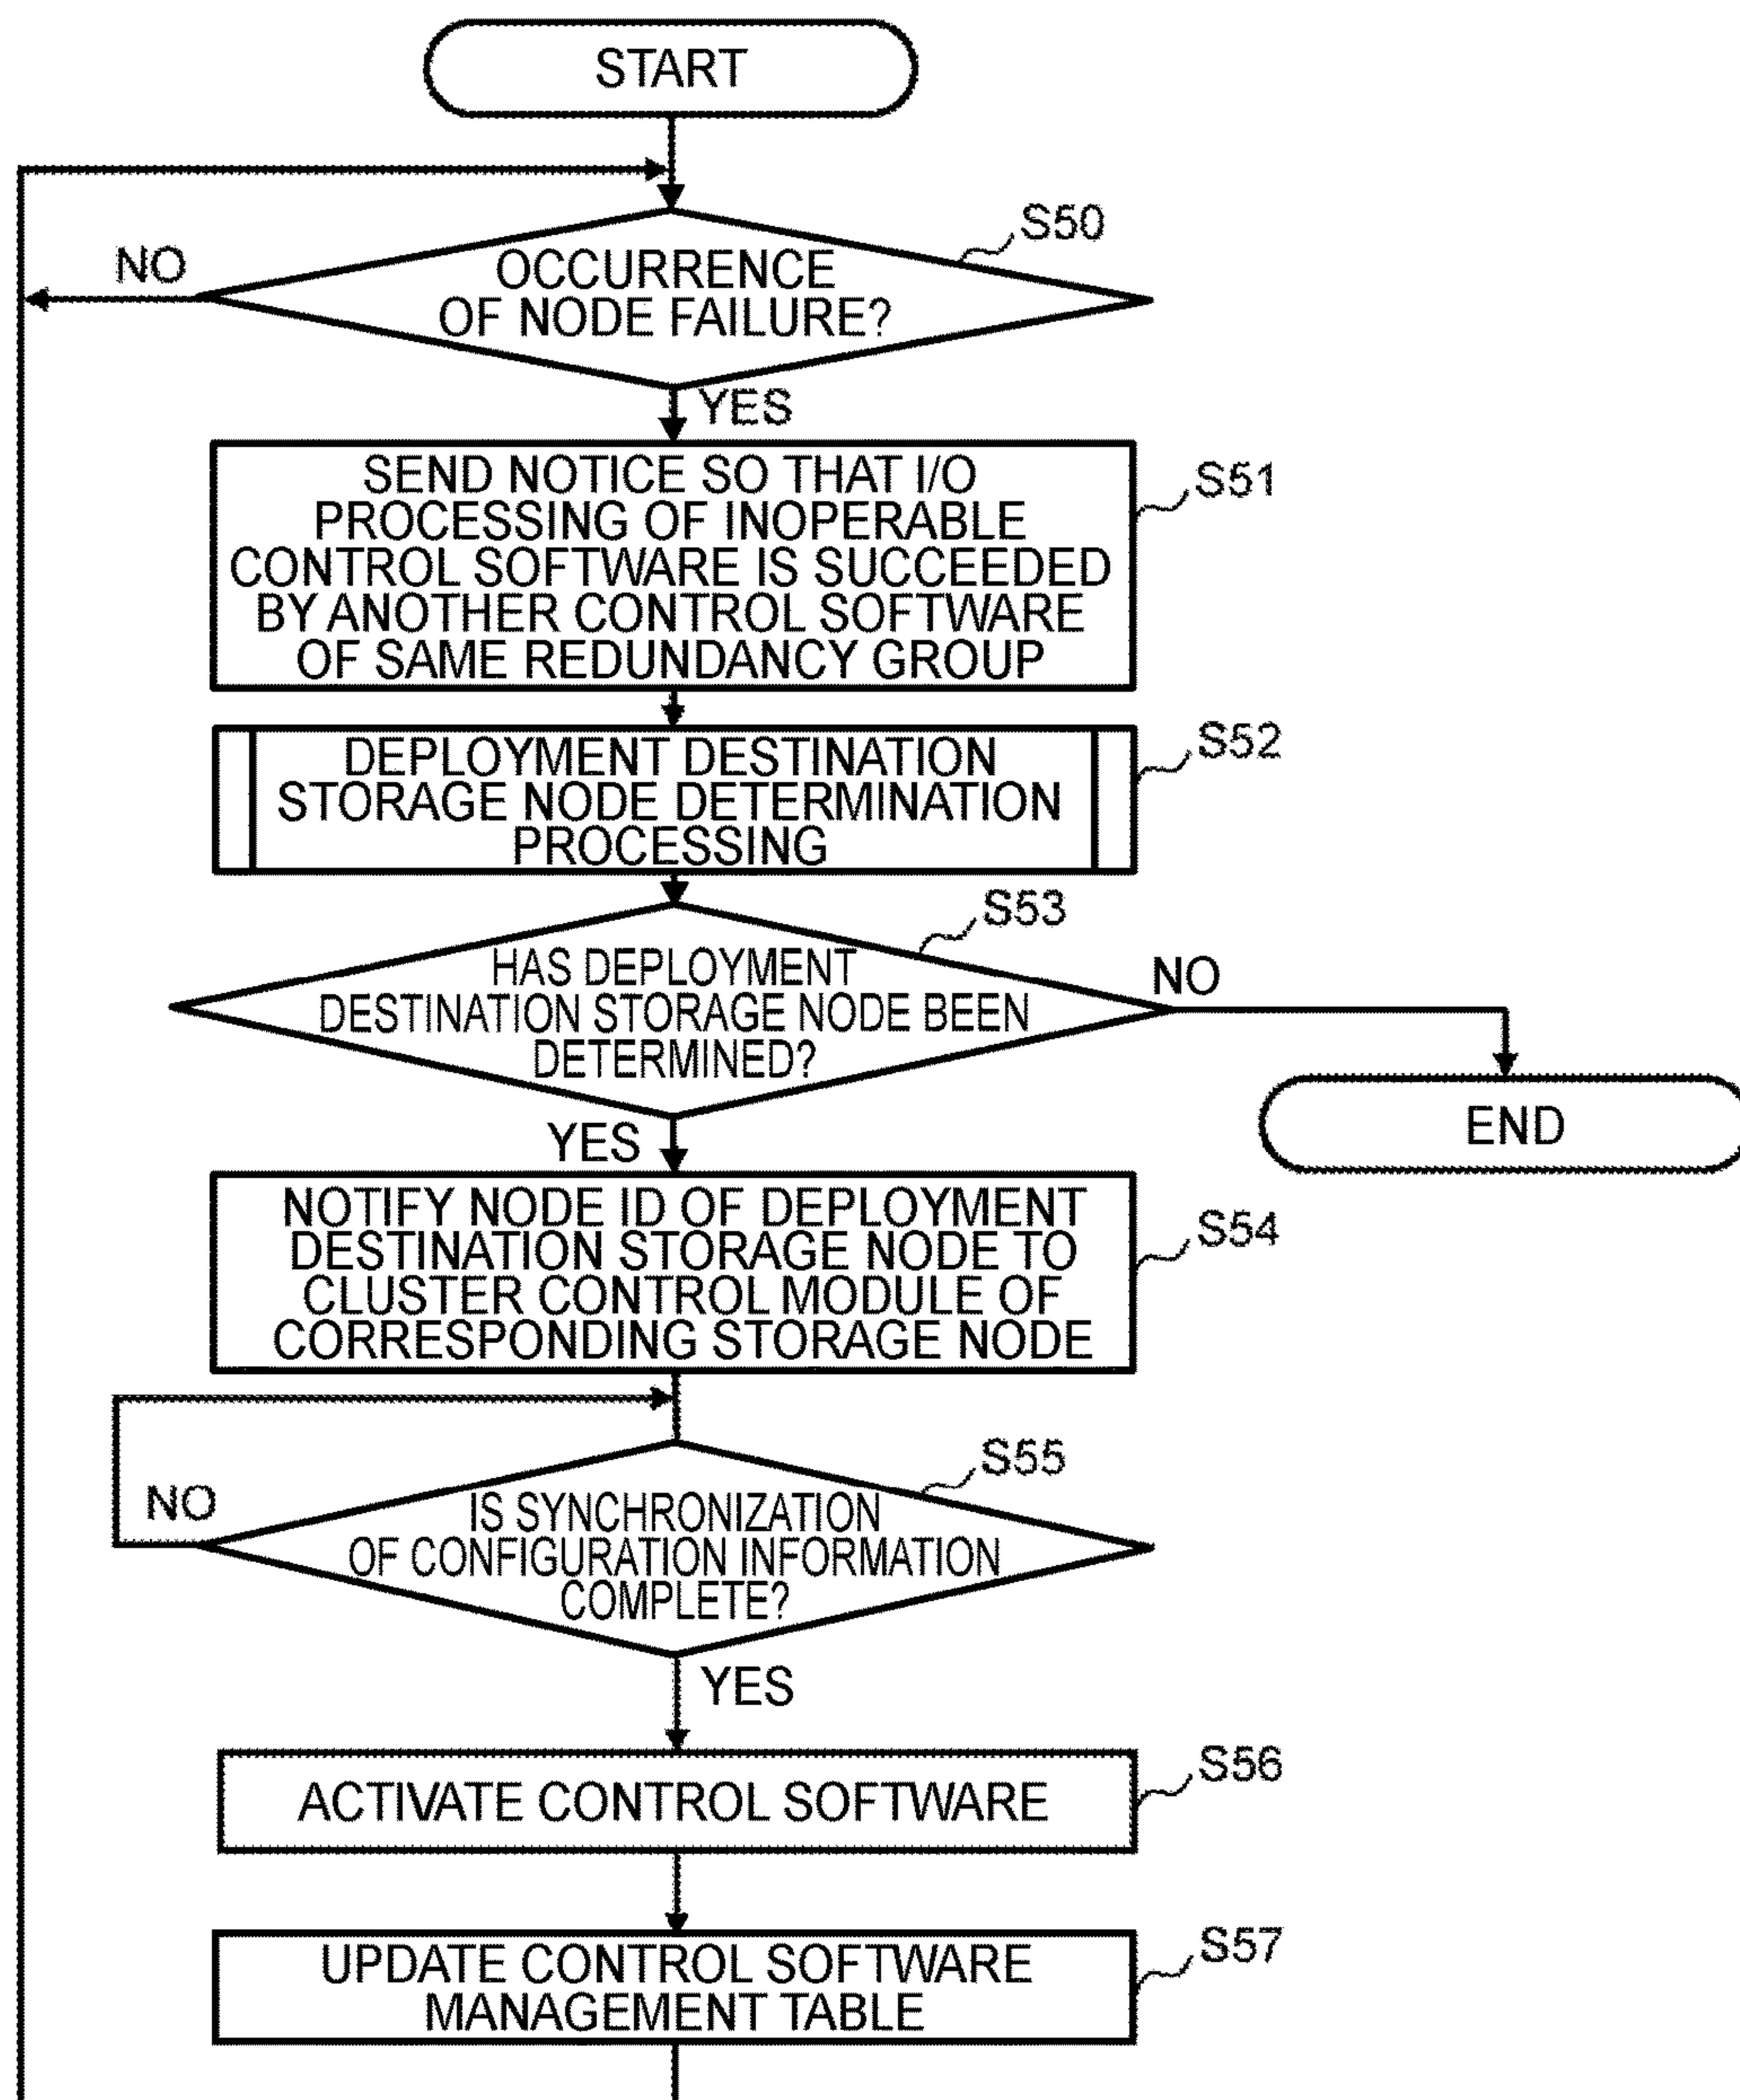 START
S50
NO
OCCURRENCE
OF NODE FAILURE?
YES
SEND NOTICE SO THAT I/O
PROCESSING OF INOPERABLE
CONTROL SOFTWARE IS SUCCEEDED
BY ANOTHER CONTROL SOFTWARE
OF SAME REDUNDANCY GROUP
S51
DEPLOYMENT DESTINATION
STORAGE NODE DETERMINATION
PROCESSING
S52
S53
HAS DEPLOYMENT
DESTINATION STORAGE NODE BEEN
DETERMINED?
NO
END
YES
NOTIFY NODE ID OF DEPLOYMENT
DESTINATION STORAGE NODE TO
CLUSTER CONTROL MODULE OF
CORRESPONDING STORAGE NODE
S54
S55
NO
IS SYNCHRONIZATION
OF CONFIGURATION INFORMATION
COMPLETE?
YES
ACTIVATE CONTROL SOFTWARE
S56
UPDATE CONTROL SOFTWARE
MANAGEMENT TABLE
S57